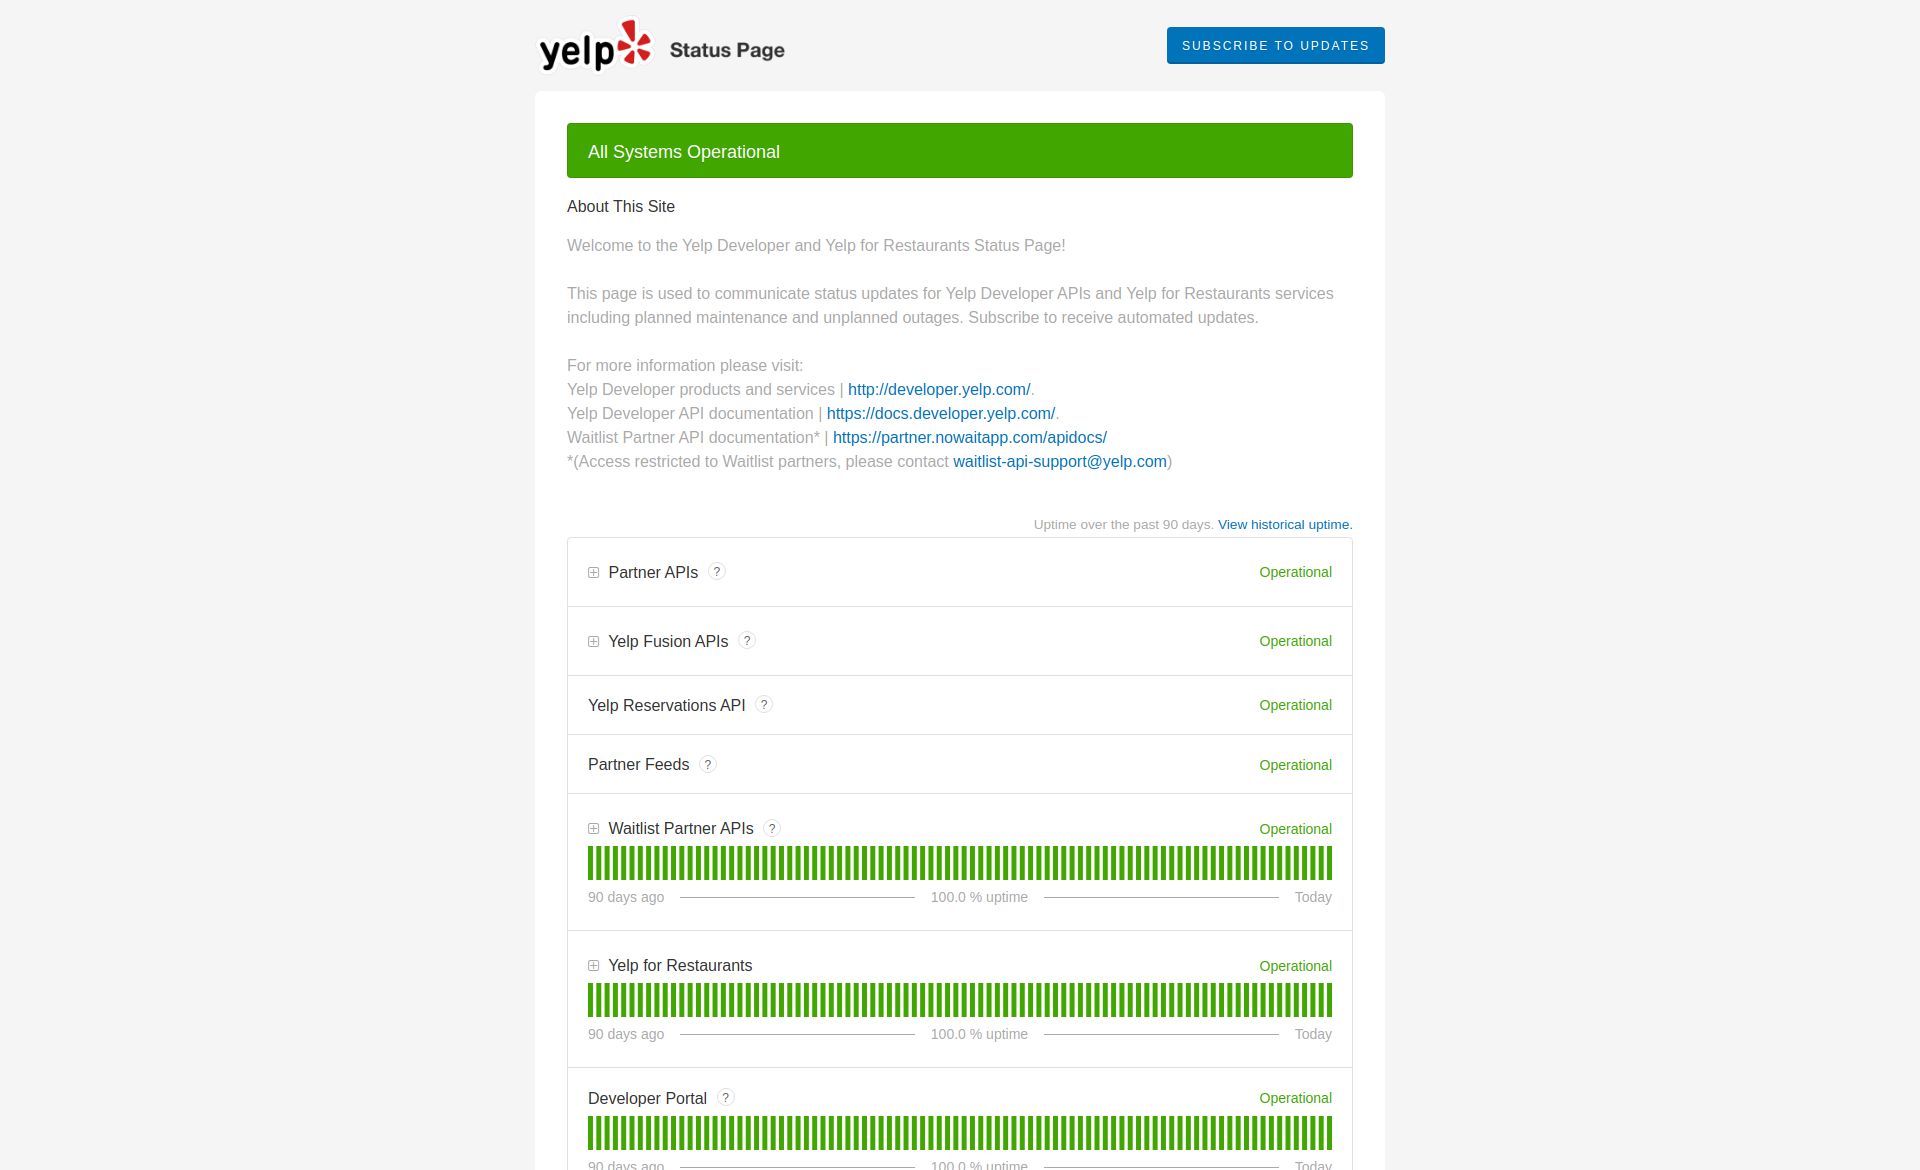 yelp Status Page
SUBSCRIBE TO UPDATES
All Systems Operational
About This Site
Welcome to the Yelp Developer and Yelp for Restaurants Status Page!
This page is used to communicate status updates for Yelp Developer APIs and Yelp for Restaurants services
including planned maintenance and unplanned outages. Subscribe to receive automated updates.
For more information please visit:
Yelp Developer products and services | http://developer.yelp.com/.
Yelp Developer API documentation | https://docs.developer.yelp.com/.
Waitlist Partner API documentation* | https://partner.nowaitapp.com/apidocs/
*(Access restricted to Waitlist partners, please contact waitlist-api-support@yelp.com)
Uptime over the past 90 days. View historical uptime.
Partner APIs ? Operational
Yelp Fusion APIs ? Operational
Yelp Reservations API ? Operational
Partner Feeds ? Operational
Waitlist Partner APIs ? Operational
90 days ago 100.0 % uptime Today
Yelp for Restaurants Operational
90 days ago 100.0 % uptime Today
Developer Portal ? Operational
90 days ago 100.0 % uptime Today